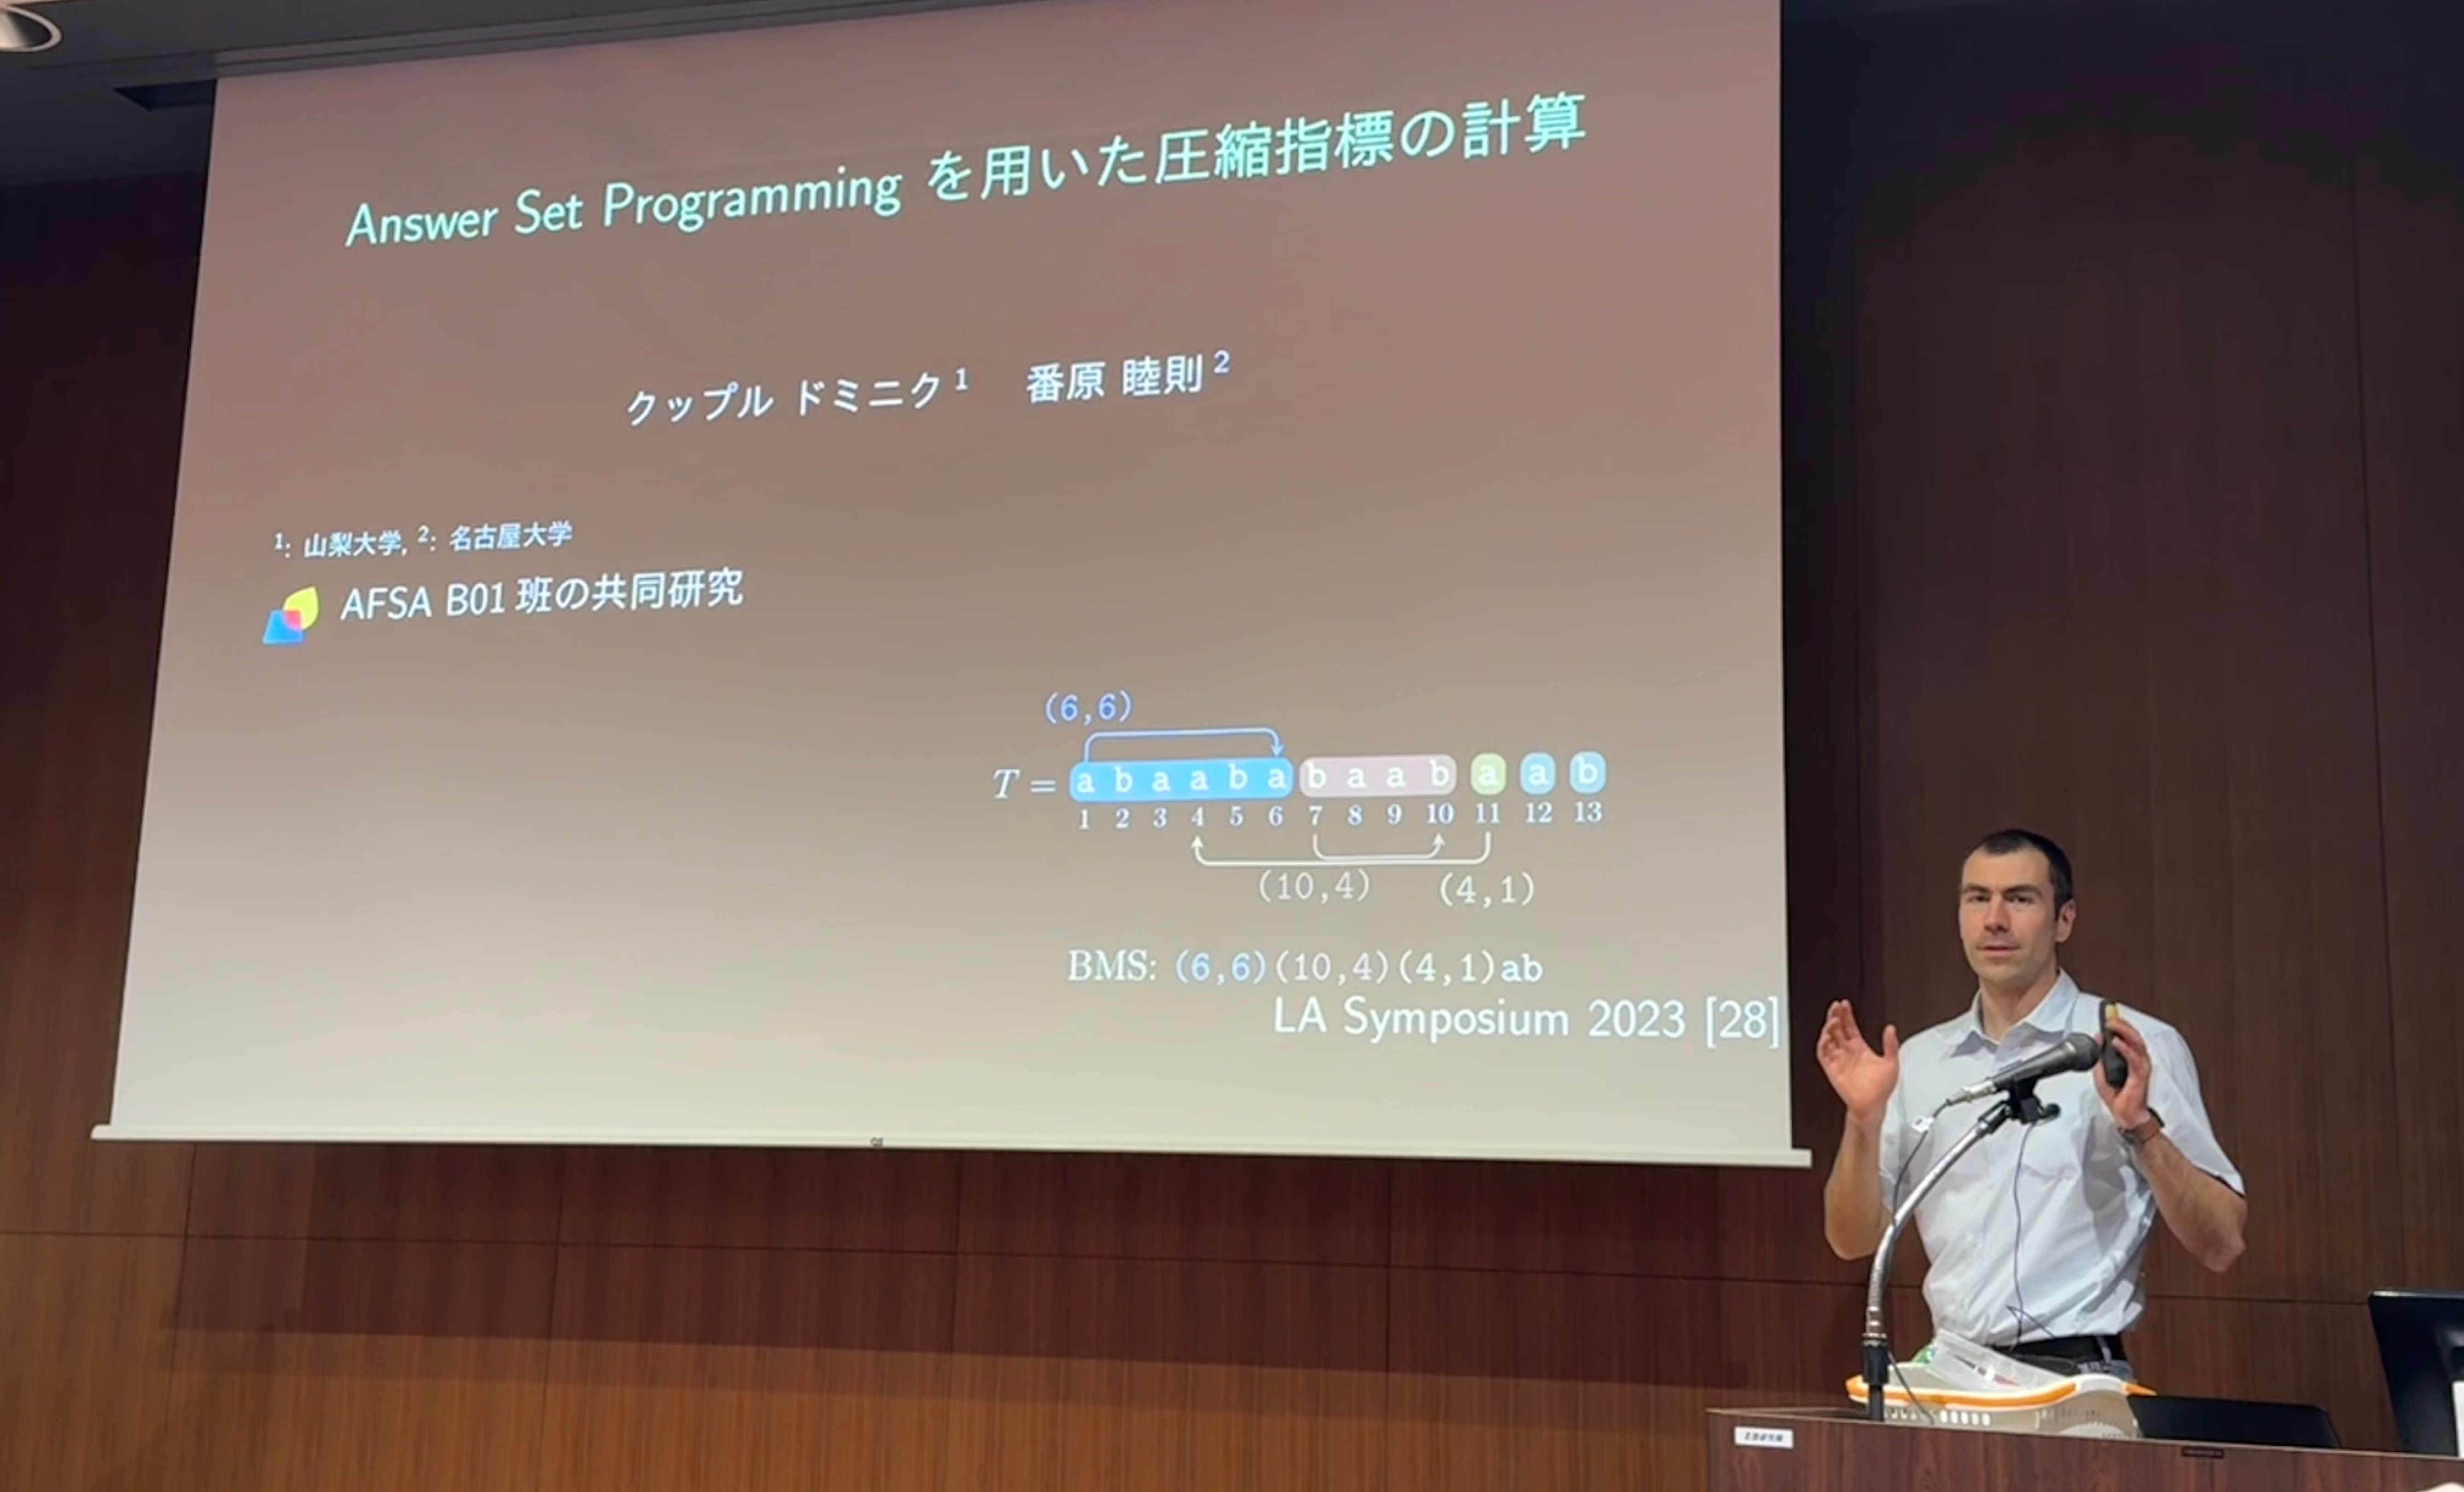 Answer Set Programming を用いた圧縮指標の計算
クップル ドミニク 1 番原 睦則 2
1: 山梨大学, 2: 名古屋大学
AFSA B01 班の共同研究
(6,6)
T = a b a a b a b a a b a a b
1 2 3 4 5 6 7 8 9 10 11 12 13
(10,4) (4,1)
BMS: (6,6)(10,4)(4,1)ab
LA Symposium 2023 [28]